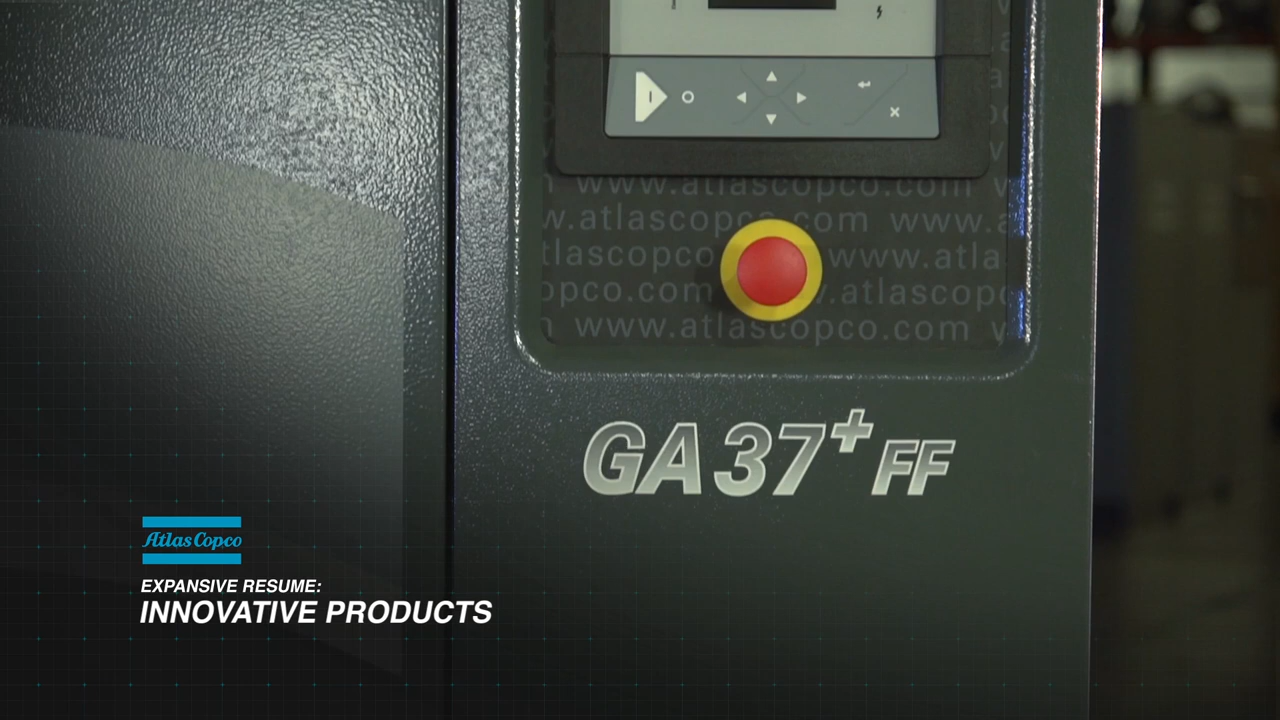 www.atlascopco.com
w.atlascopco.com www.a
tlascopco www.atla
opco.com .atlascopc
www.atlascopco.com w
GA 37+ FF
Atlas Copco
EXPANSIVE RESUME:
INNOVATIVE PRODUCTS